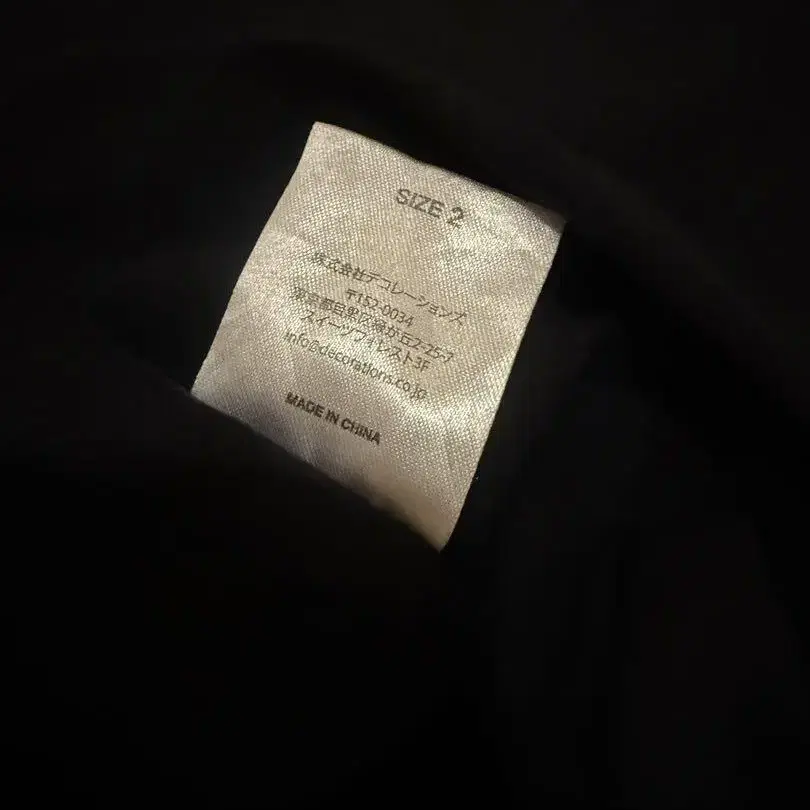 SIZE 2
株式会社デコレーションズ
〒152-0034
東京都目黒区緑が丘2-25-7
スイーツフォレスト3F
info@decorations.co.jp
MADE IN CHINA